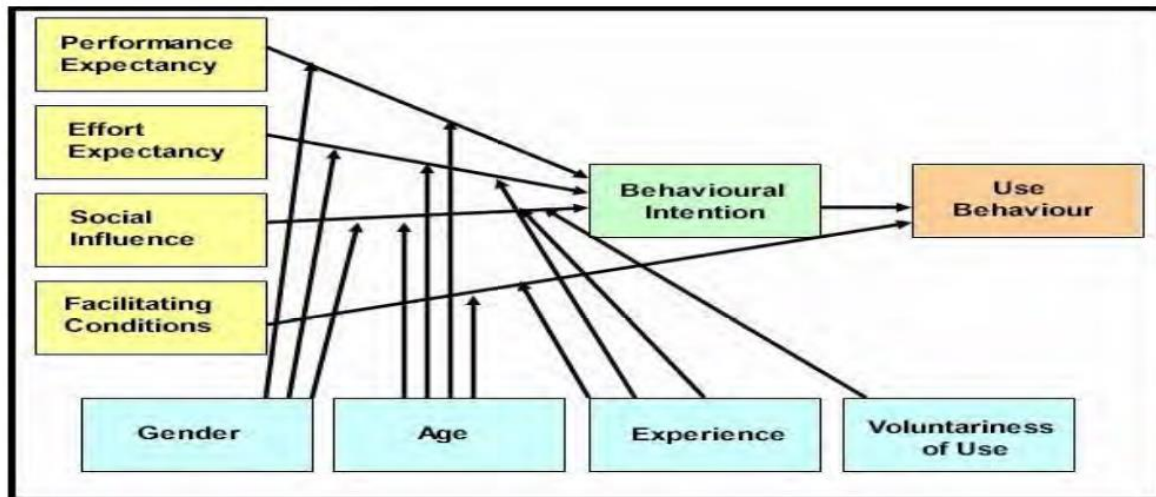 Performance
Expectancy
Effort
Expectancy
Social
Influence
Facilitating
Conditions
Behavioural
Intention
Use
Behaviour
Gender
Age
Experience
Voluntariness
of Use